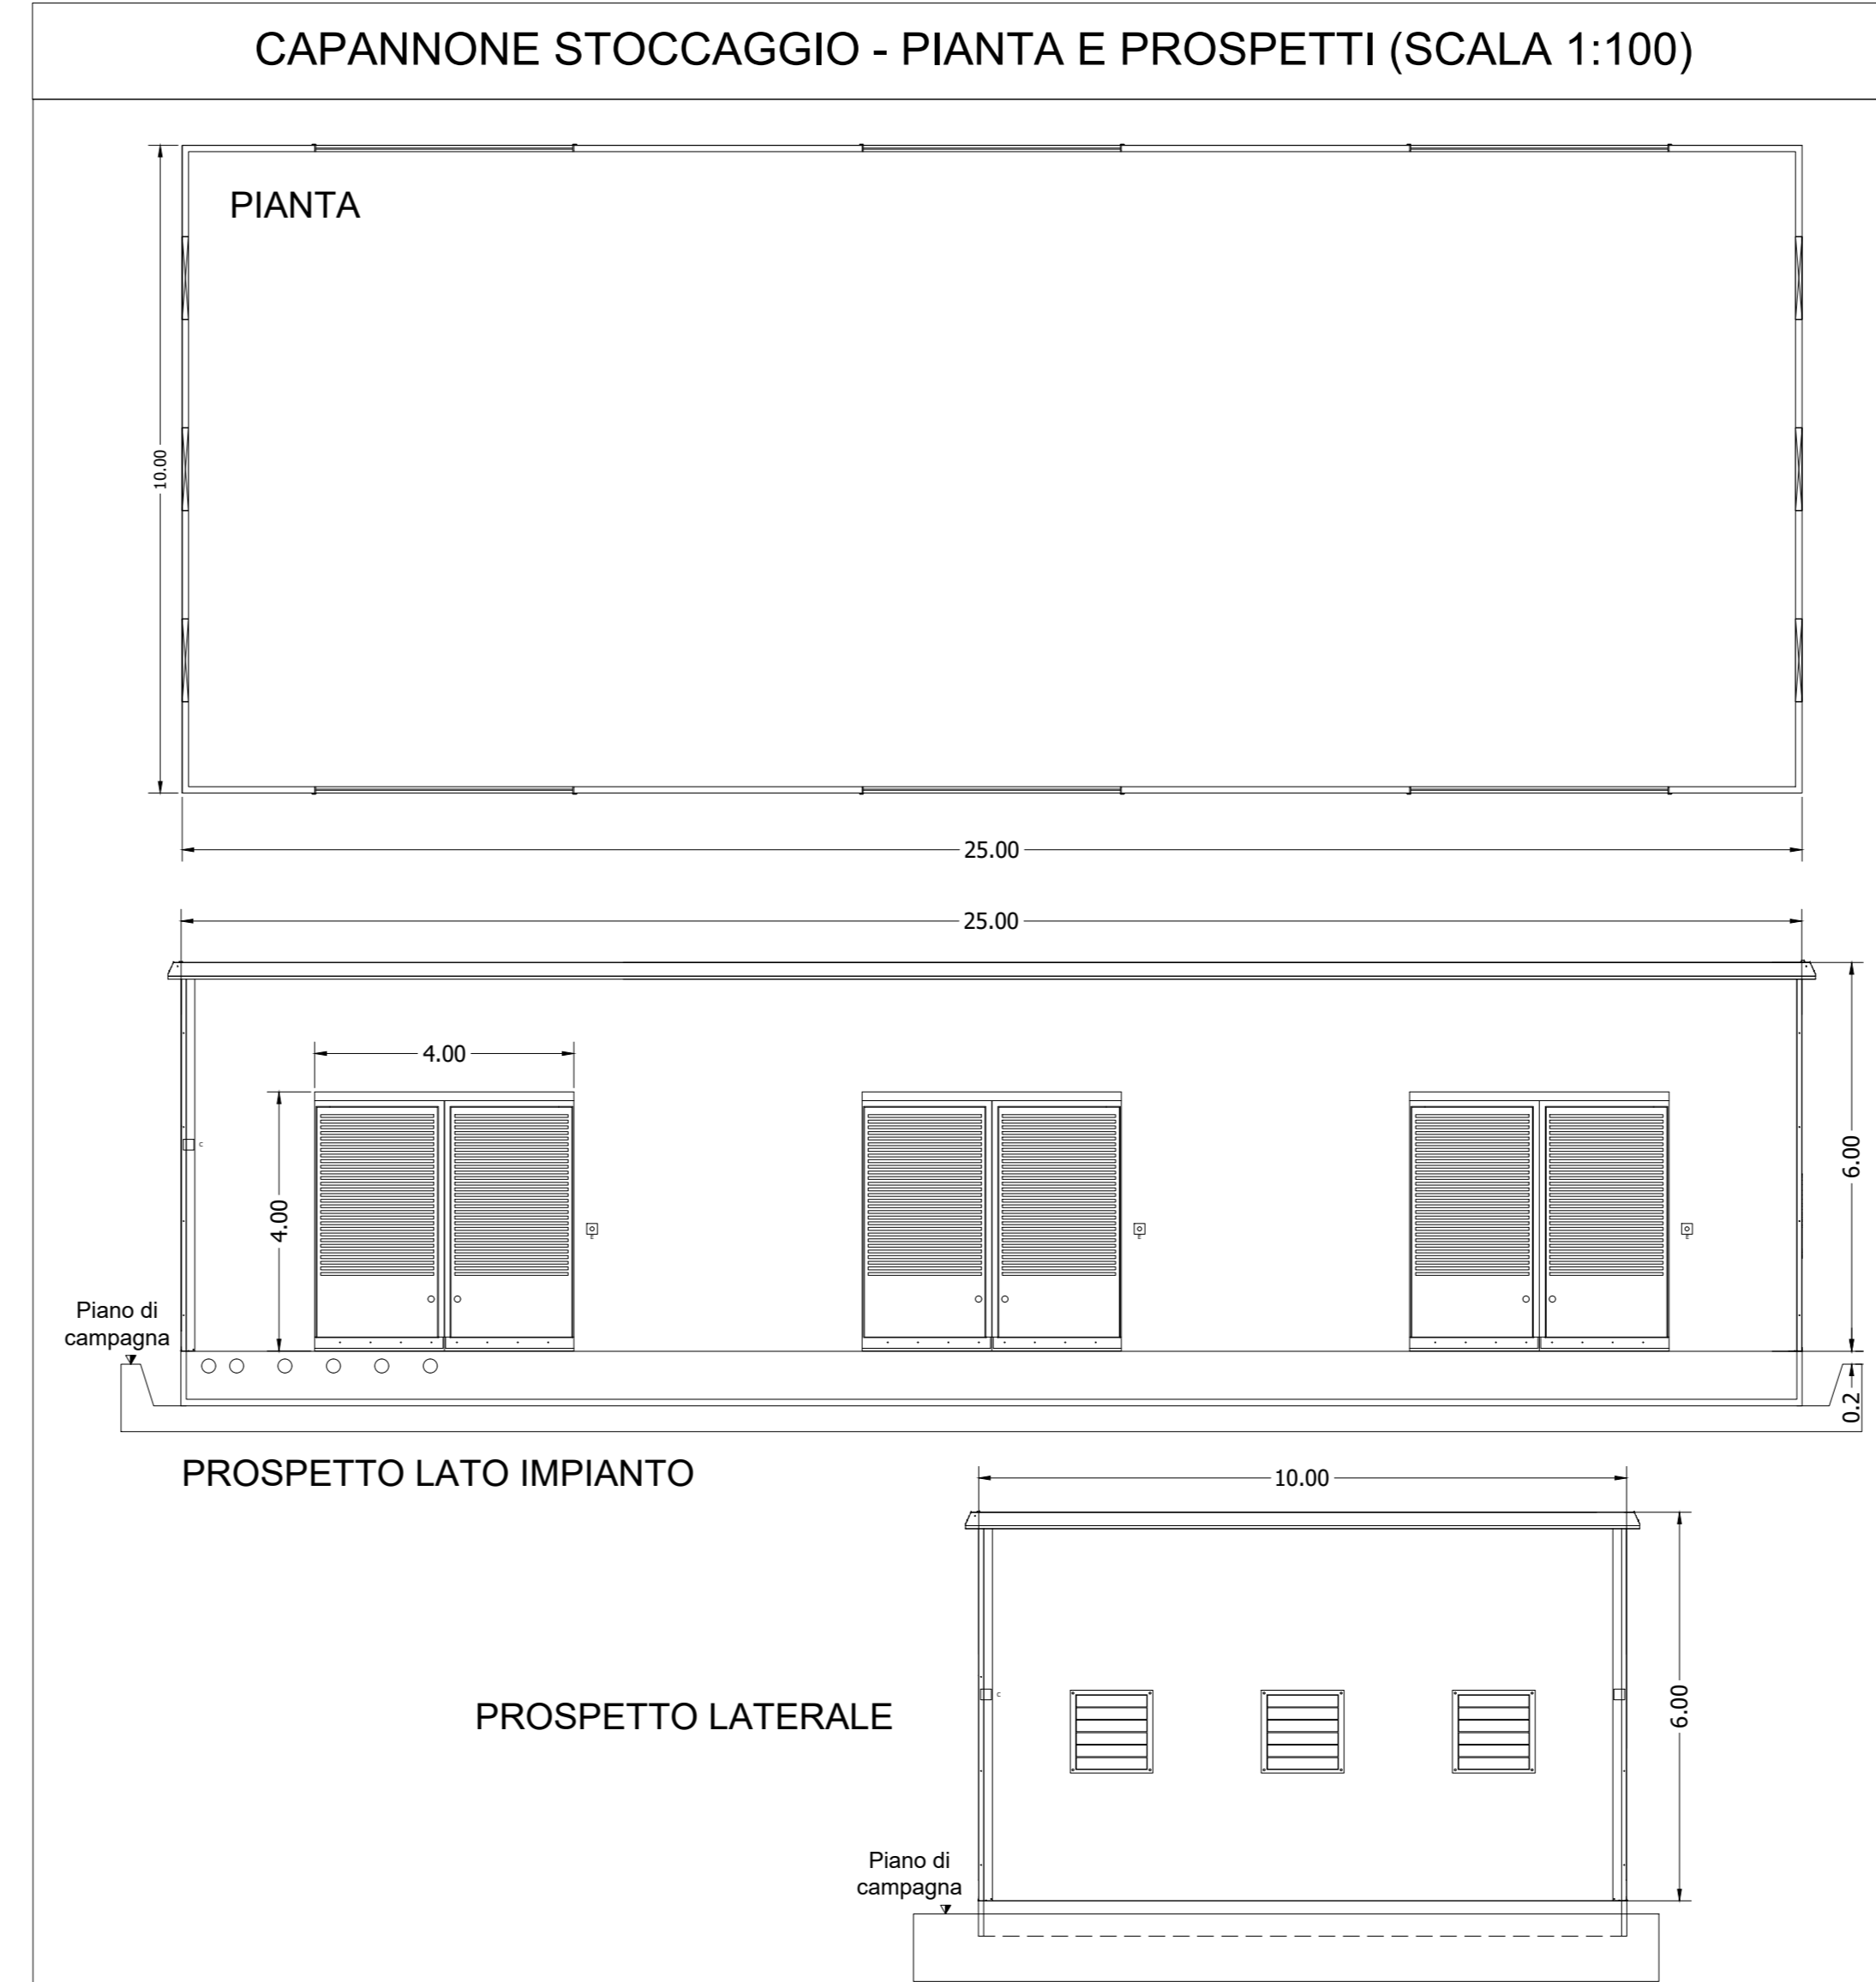 CAPANNONE STOCCAGGIO - PIANTA E PROSPETTI (SCALA 1:100)
PIANTA
10.00
25.00
25.00
4.00
C
6.00
4.00
Piano di
campagna
0.2
PROSPETTO LATO IMPIANTO
10.00
C
6.00
PROSPETTO LATERALE
Piano di
campagna